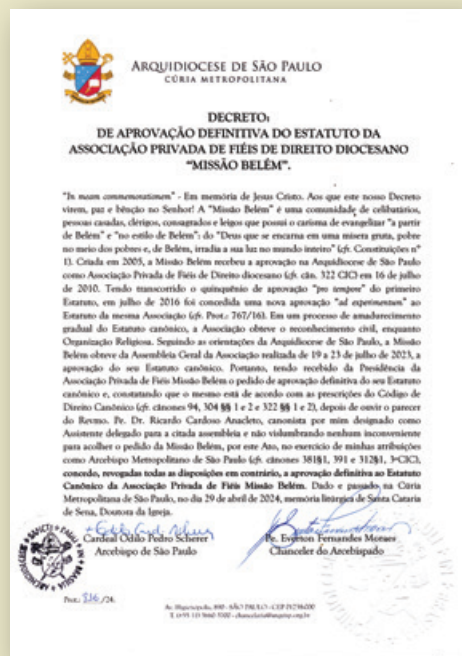 ARQUIDIOCESE DE SÃO PAULO
CÚRIA METROPOLITANA
DECRETO:
DE APROVAÇÃO DEFINITIVA DO ESTATUTO DA
ASSOCIAÇÃO PRIVADA DE FIÉIS DE DIREITO DIOCESANO
“MISSÃO BELÉM”.
"In meam commemorationem" - Em memória de Jesus Cristo. Aos que este nosso Decreto
virem, paz e bênção no Senhor! A “Missão Belém” é uma comunidade de celibatários,
pessoas casadas, clérigos, consagrados e leigos que possui o carisma de evangelizar “a partir
de Belém” e “no estilo de Belém”; do “Deus que se encarna em uma mísera gruta, pobre
no meio dos pobres e, de Belém, irradia a sua luz no mundo inteiro” (cfr. Constituições nº
1). Criada em 2005, a Missão Belém recebeu a aprovação na Arquidiocese de São Paulo
como Associação Privada de Fiéis de Direito diocesano (cfr. cân. 322 CIC) em 16 de julho
de 2010. Tendo transcorrido o quinquênio de aprovação “pro tempore” do primeiro
Estatuto, em julho de 2016 foi concedida uma nova aprovação “ad experimentum” ao
Estatuto da mesma Associação (cfr. Prot.: 767/16). Em um processo de amadurecimento
gradual do Estatuto canônico, a Associação obteve o reconhecimento civil, enquanto
Organização Religiosa. Seguindo as orientações da Arquidiocese de São Paulo, a Missão
Belém obteve da Assembleia Geral da Associação realizada de 19 a 23 de julho de 2023, a
aprovação do seu Estatuto canônico. Portanto, tendo recebido da Presidência da
Associação Privada de Fiéis Missão Belém o pedido de aprovação definitiva do seu Estatuto
canônico e, constatando que o mesmo está de acordo com as prescrições do Código de
Direito Canônico (cfr. cânones 94, 304 §§ 1 e 2 e 322 §§ 1 e 2), depois de ouvir o parecer
do Revmo. Pe. Dr. Ricardo Cardoso Anacleto, canonista por mim designado como
Assistente delegado para a citada assembleia e não vislumbrando nenhum inconveniente
para acolher o pedido da Missão Belém, por este Ato, no exercício de minhas atribuições
como Arcebispo Metropolitano de São Paulo (cfr. cânones 381§1, 391 e 312§1, 3º-CIC),
concedo, revogadas todas as disposições em contrário, a aprovação definitiva ao Estatuto
Canônico da Associação Privada de Fiéis Missão Belém. Dado e passado na Cúria
Metropolitana de São Paulo, no dia 29 de abril de 2024, memória litúrgica de Santa Catarina
de Sena, Doutora da Igreja.
Cardeal Odilo Pedro Scherer
Arcebispo de São Paulo
Pe. Everton Fernandes Moraes
Chanceler do Arcebispado
Prot.: 816 /24.
Av. Higienópolis, 890 - SÃO PAULO - CEP 01238-000